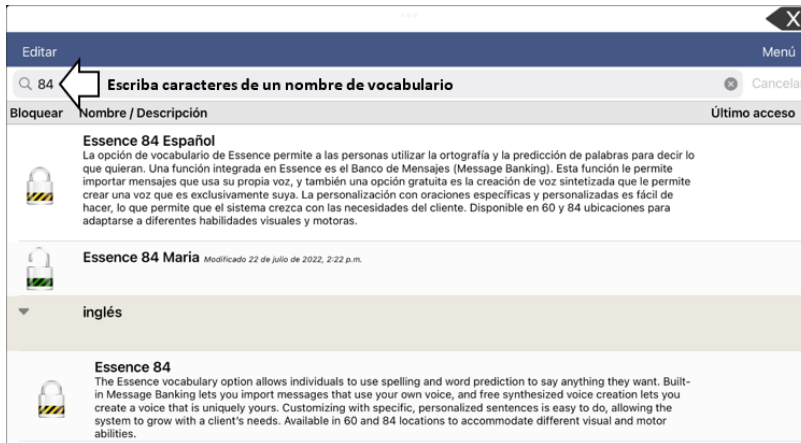 X
Editar Menú
84 Escriba caracteres de un nombre de vocabulario Cancelar
Bloquear Nombre / Descripción Último acceso
Essence 84 Español
La opción de vocabulario de Essence permite a las personas utilizar la ortografía y la predicción de palabras para decir lo
que quieran. Una función integrada en Essence es el Banco de Mensajes (Message Banking). Esta función le permite
importar mensajes que usa su propia voz, y también una opción gratuita es la creación de voz sintetizada que le permite
crear una voz que es exclusivamente suya. La personalización con oraciones específicas y personalizadas es fácil de
hacer, lo que permite que el sistema crezca con las necesidades del cliente. Disponible en 60 y 84 ubicaciones para
adaptarse a diferentes habilidades visuales y motoras.
Essence 84 Maria Modificado 22 de julio de 2022, 2:22 p.m.
inglés
Essence 84
The Essence vocabulary option allows individuals to use spelling and word prediction to say anything they want. Built-
in Message Banking lets you import messages that use your own voice, and free synthesized voice creation lets you
create a voice that is uniquely yours. Customizing with specific, personalized sentences is easy to do, allowing the
system to grow with a client's needs. Available in 60 and 84 locations to accommodate different visual and motor
abilities.